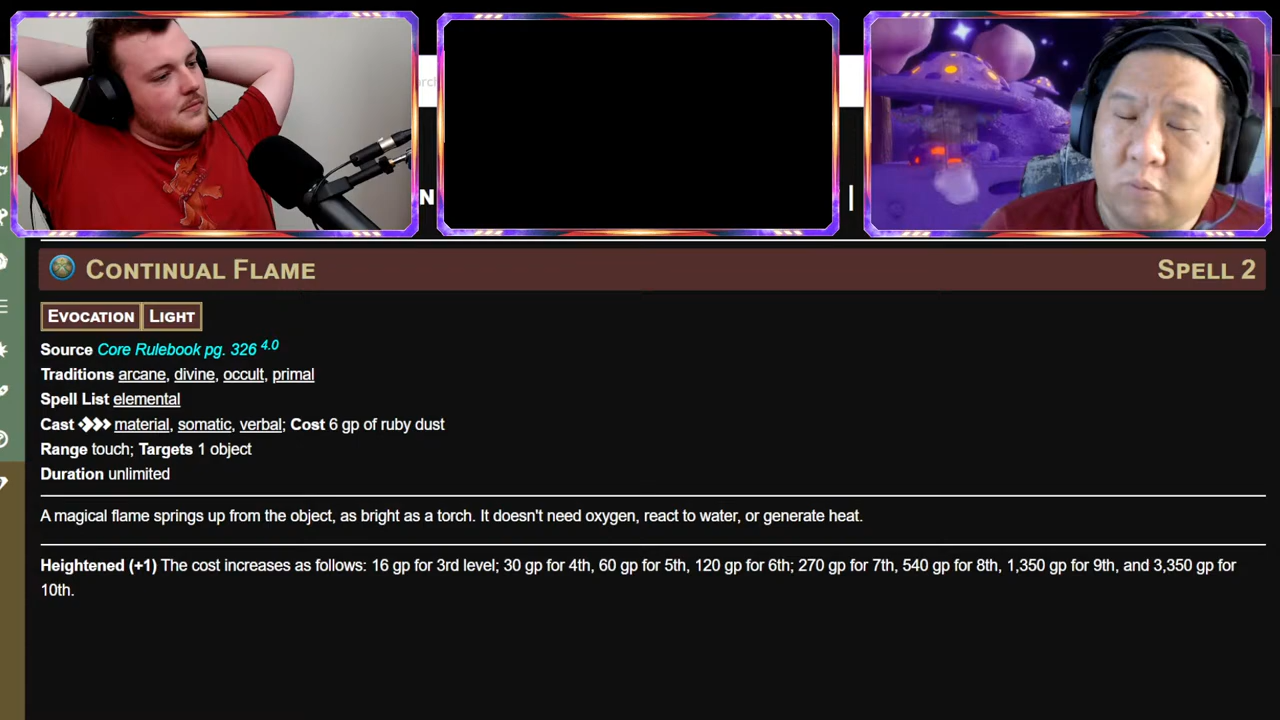 rch
N
|
Continual Flame Spell 2
Evocation Light
Source Core Rulebook pg. 326 4.0
Traditions arcane, divine, occult, primal
Spell List elemental
Cast material, somatic, verbal; Cost 6 gp of ruby dust
Range touch; Targets 1 object
Duration unlimited
A magical flame springs up from the object, as bright as a torch. It doesn't need oxygen, react to water, or generate heat.
Heightened (+1) The cost increases as follows: 16 gp for 3rd level; 30 gp for 4th, 60 gp for 5th, 120 gp for 6th; 270 gp for 7th, 540 gp for 8th, 1,350 gp for 9th, and 3,350 gp for
10th.